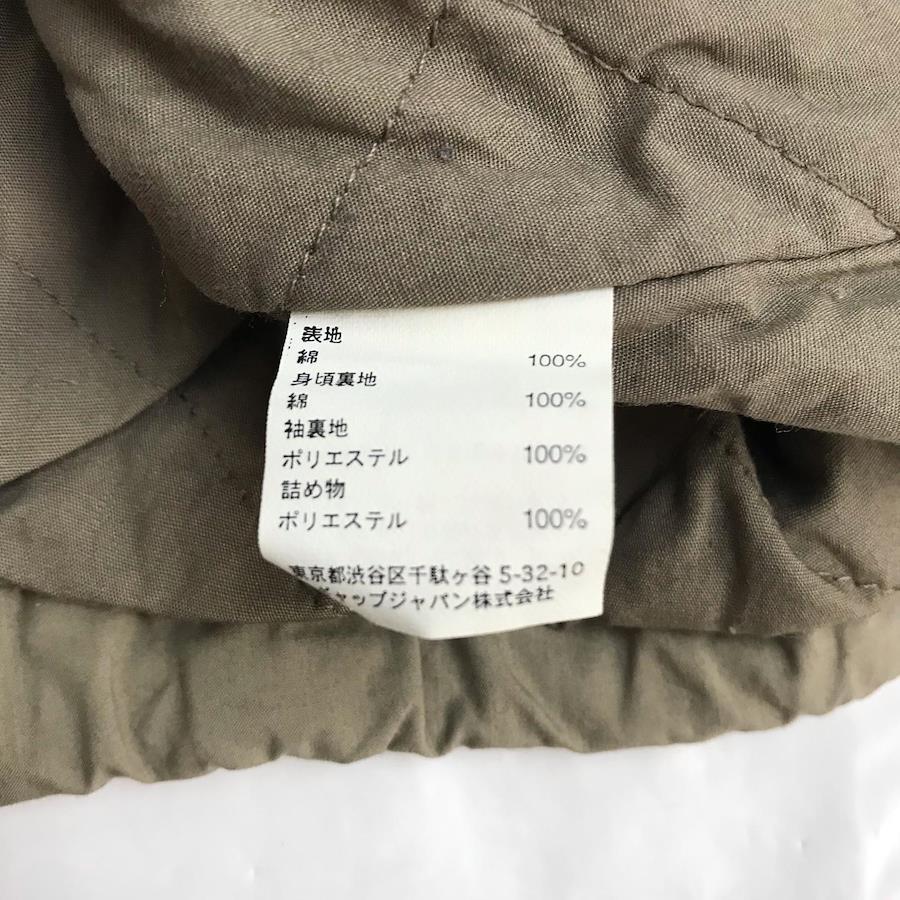 表地
綿 100%
身頃裏地
綿 100%
袖裏地
ポリエステル 100%
詰め物
ポリエステル 100%
東京都渋谷区千駄ヶ谷 5-32-10
ギャップジャパン株式会社